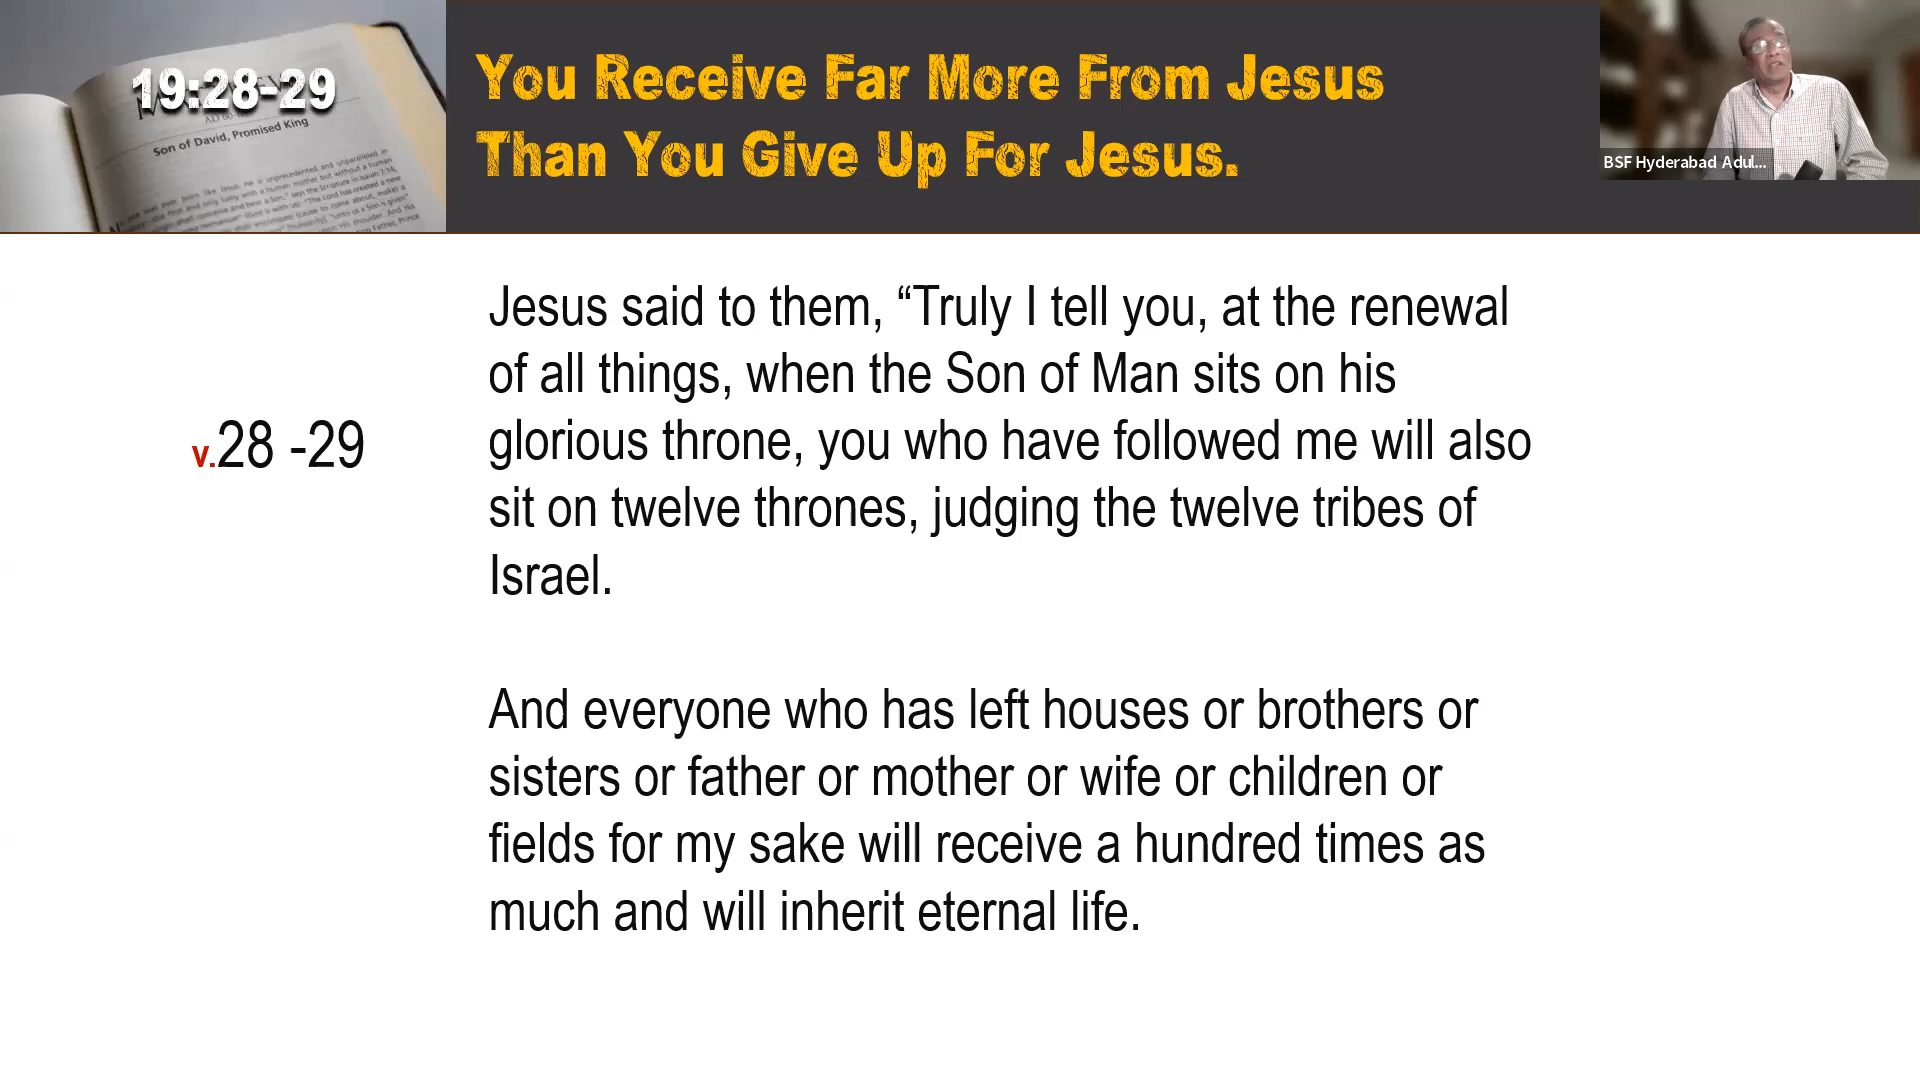 19:28-29
Son of David, Promised King
You Receive Far More From Jesus
Than You Give Up For Jesus.
BSF Hyderabad Adul...
v.28 -29
Jesus said to them, “Truly I tell you, at the renewal
of all things, when the Son of Man sits on his
glorious throne, you who have followed me will also
sit on twelve thrones, judging the twelve tribes of
Israel.
And everyone who has left houses or brothers or
sisters or father or mother or wife or children or
fields for my sake will receive a hundred times as
much and will inherit eternal life.